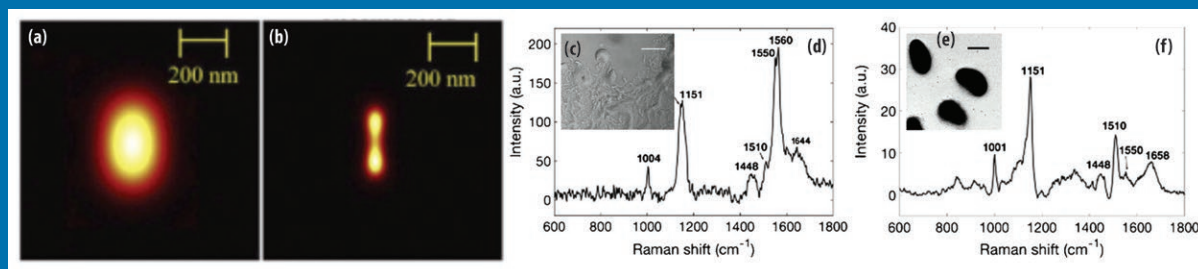 (a)
200 nm
(b)
200 nm
(c)
(d)
Intensity (a.u.)
200
150
100
50
0
1004
1151
1448
1510
1550
1560
1644
600 800 1000 1200 1400 1600 1800
Raman shift (cm⁻¹)
(e)
(f)
Intensity (a.u.)
40
30
20
10
0
1001
1151
1448
1510
1550
1658
600 800 1000 1200 1400 1600 1800
Raman shift (cm⁻¹)